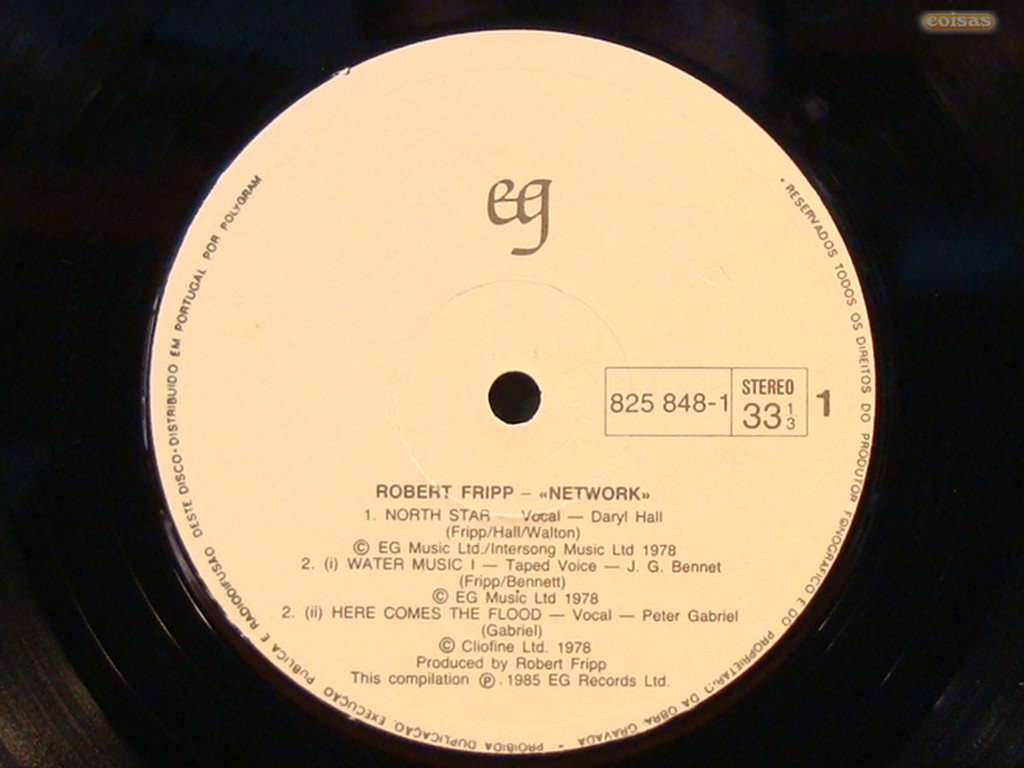 coisas
eg
825 848-1
STEREO
33 1/3
1
ROBERT FRIPP – «NETWORK»
1. NORTH STAR — Vocal — Daryl Hall
(Fripp/Hall/Walton)
© EG Music Ltd./Intersong Music Ltd 1978
2. (i) WATER MUSIC I — Taped Voice — J. G. Bennet
(Fripp/Bennett)
© EG Music Ltd 1978
2. (ii) HERE COMES THE FLOOD — Vocal — Peter Gabriel
(Gabriel)
© Cliofine Ltd. 1978
Produced by Robert Fripp
This compilation ℗ 1985 EG Records Ltd.
• RESERVADOS TODOS OS DIREITOS DO PRODUTOR FONOGRAFICO E DO PROPRIETARIO DA OBRA GRAVADA - PROIBIDA DUPLICAÇÃO, EXECUÇÃO PUBLICA E RADIODIFUSÃO DESTE DISCO • DISTRIBUIDO EM PORTUGAL POR POLYGRAM